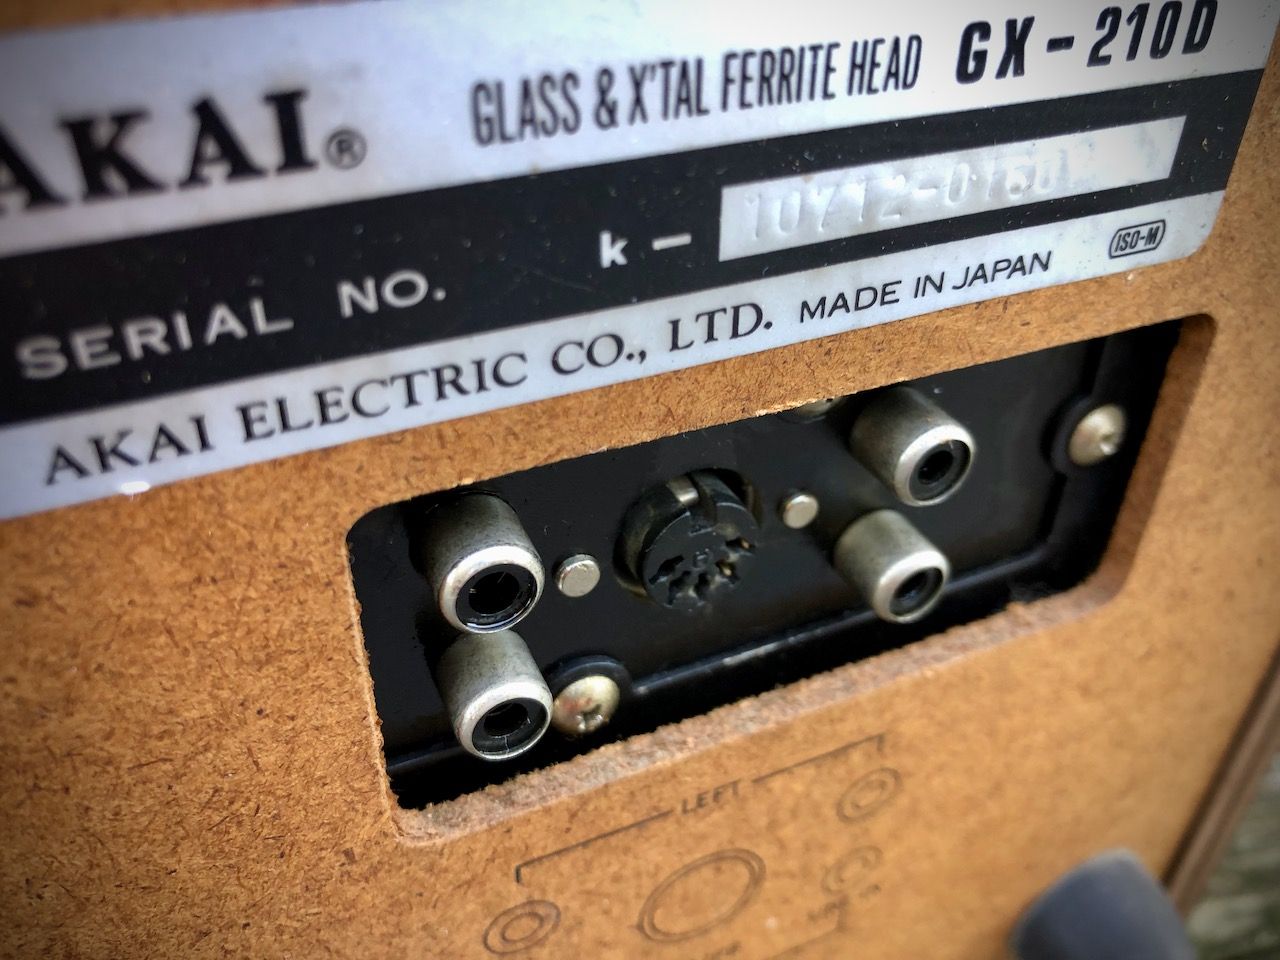 AKAI®
GLASS & X'TAL FERRITE HEAD GX-210D
SERIAL NO. k-
AKAI ELECTRIC CO., LTD. MADE IN JAPAN ISO-M
LEFT